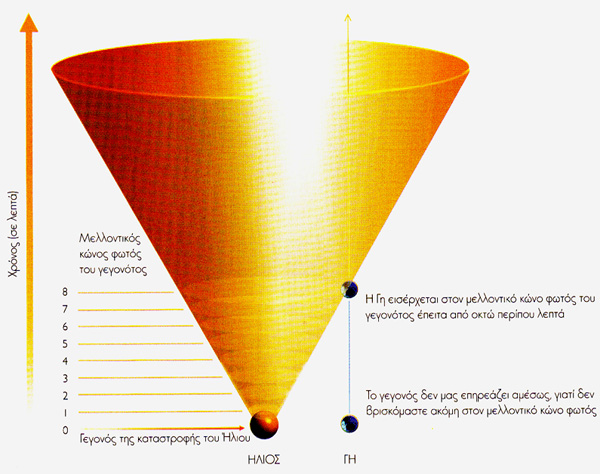 Χρόνος (σε λεπτά)
Μελλοντικός
κώνος φωτός
του γεγονότος
8
7
6
5
4
3
2
1
0
Γεγονός της καταστροφής του Ήλιου
Η Γη εισέρχεται στον μελλοντικό κώνο φωτός του
γεγονότος έπειτα από οκτώ περίπου λεπτά
Το γεγονός δεν μας επηρεάζει αμέσως, γιατί δεν
βρισκόμαστε ακόμη στον μελλοντικό κώνο φωτός
ΗΛΙΟΣ
ΓΗ